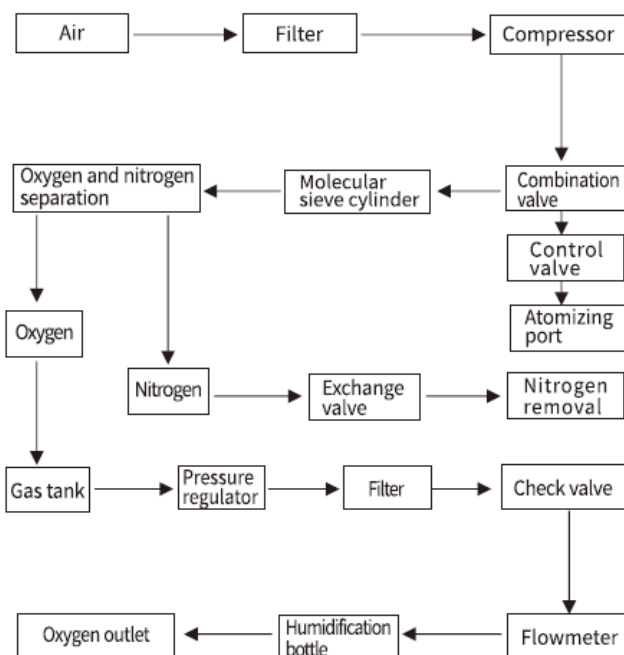 Air
Filter
Compressor
Oxygen and nitrogen
separation
Molecular
sieve cylinder
Combination
valve
Control
valve
Oxygen
Atomizing
port
Nitrogen
Exchange
valve
Nitrogen
removal
Gas tank
Pressure
regulator
Filter
Check valve
Oxygen outlet
Humidification
bottle
Flowmeter